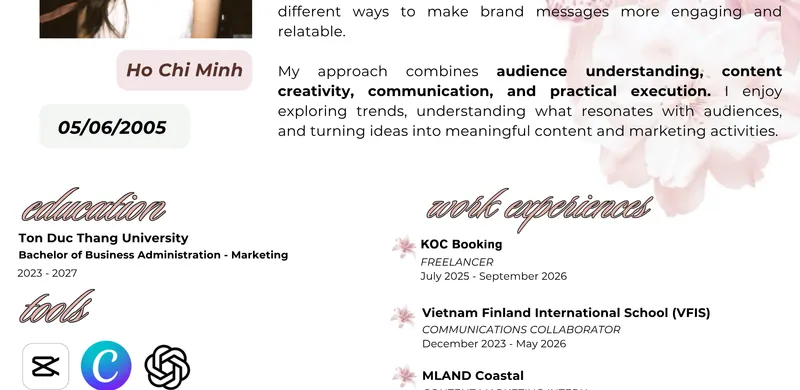 different ways to make brand messages more engaging and
relatable.
Ho Chi Minh
My approach combines audience understanding, content
creativity, communication, and practical execution. I enjoy
exploring trends, understanding what resonates with audiences,
and turning ideas into meaningful content and marketing activities.
05/06/2005
education
Ton Duc Thang University
Bachelor of Business Administration - Marketing
2023 - 2027
tools
work experiences
KOC Booking
FREELANCER
July 2025 - September 2026
Vietnam Finland International School (VFIS)
COMMUNICATIONS COLLABORATOR
December 2023 - May 2026
MLAND Coastal
CONTENT MARKETING INTERN